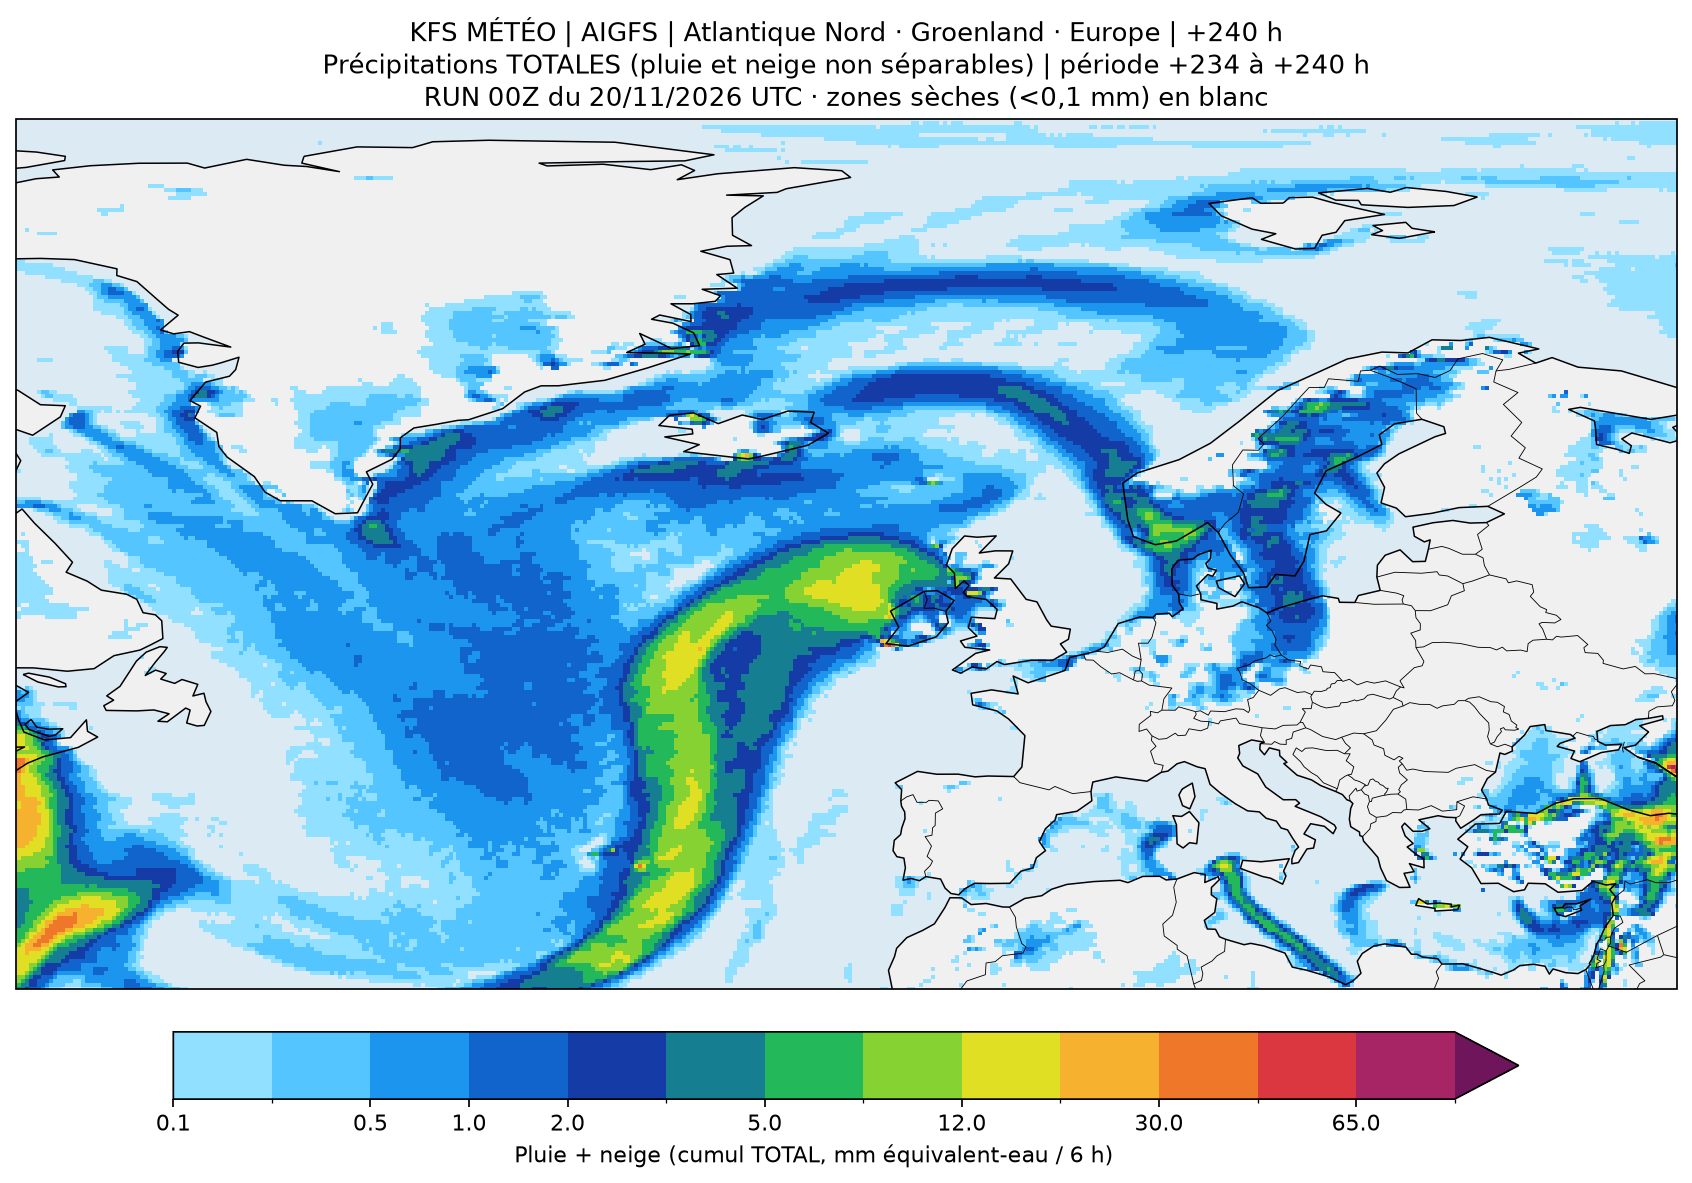 KFS MÉTÉO | AIGFS | Atlantique Nord · Groenland · Europe | +240 h
Précipitations TOTALES (pluie et neige non séparables) | période +234 à +240 h
RUN 00Z du 20/11/2026 UTC · zones sèches (<0,1 mm) en blanc
0.1 0.5 1.0 2.0 5.0 12.0 30.0 65.0
Pluie + neige (cumul TOTAL, mm équivalent-eau / 6 h)